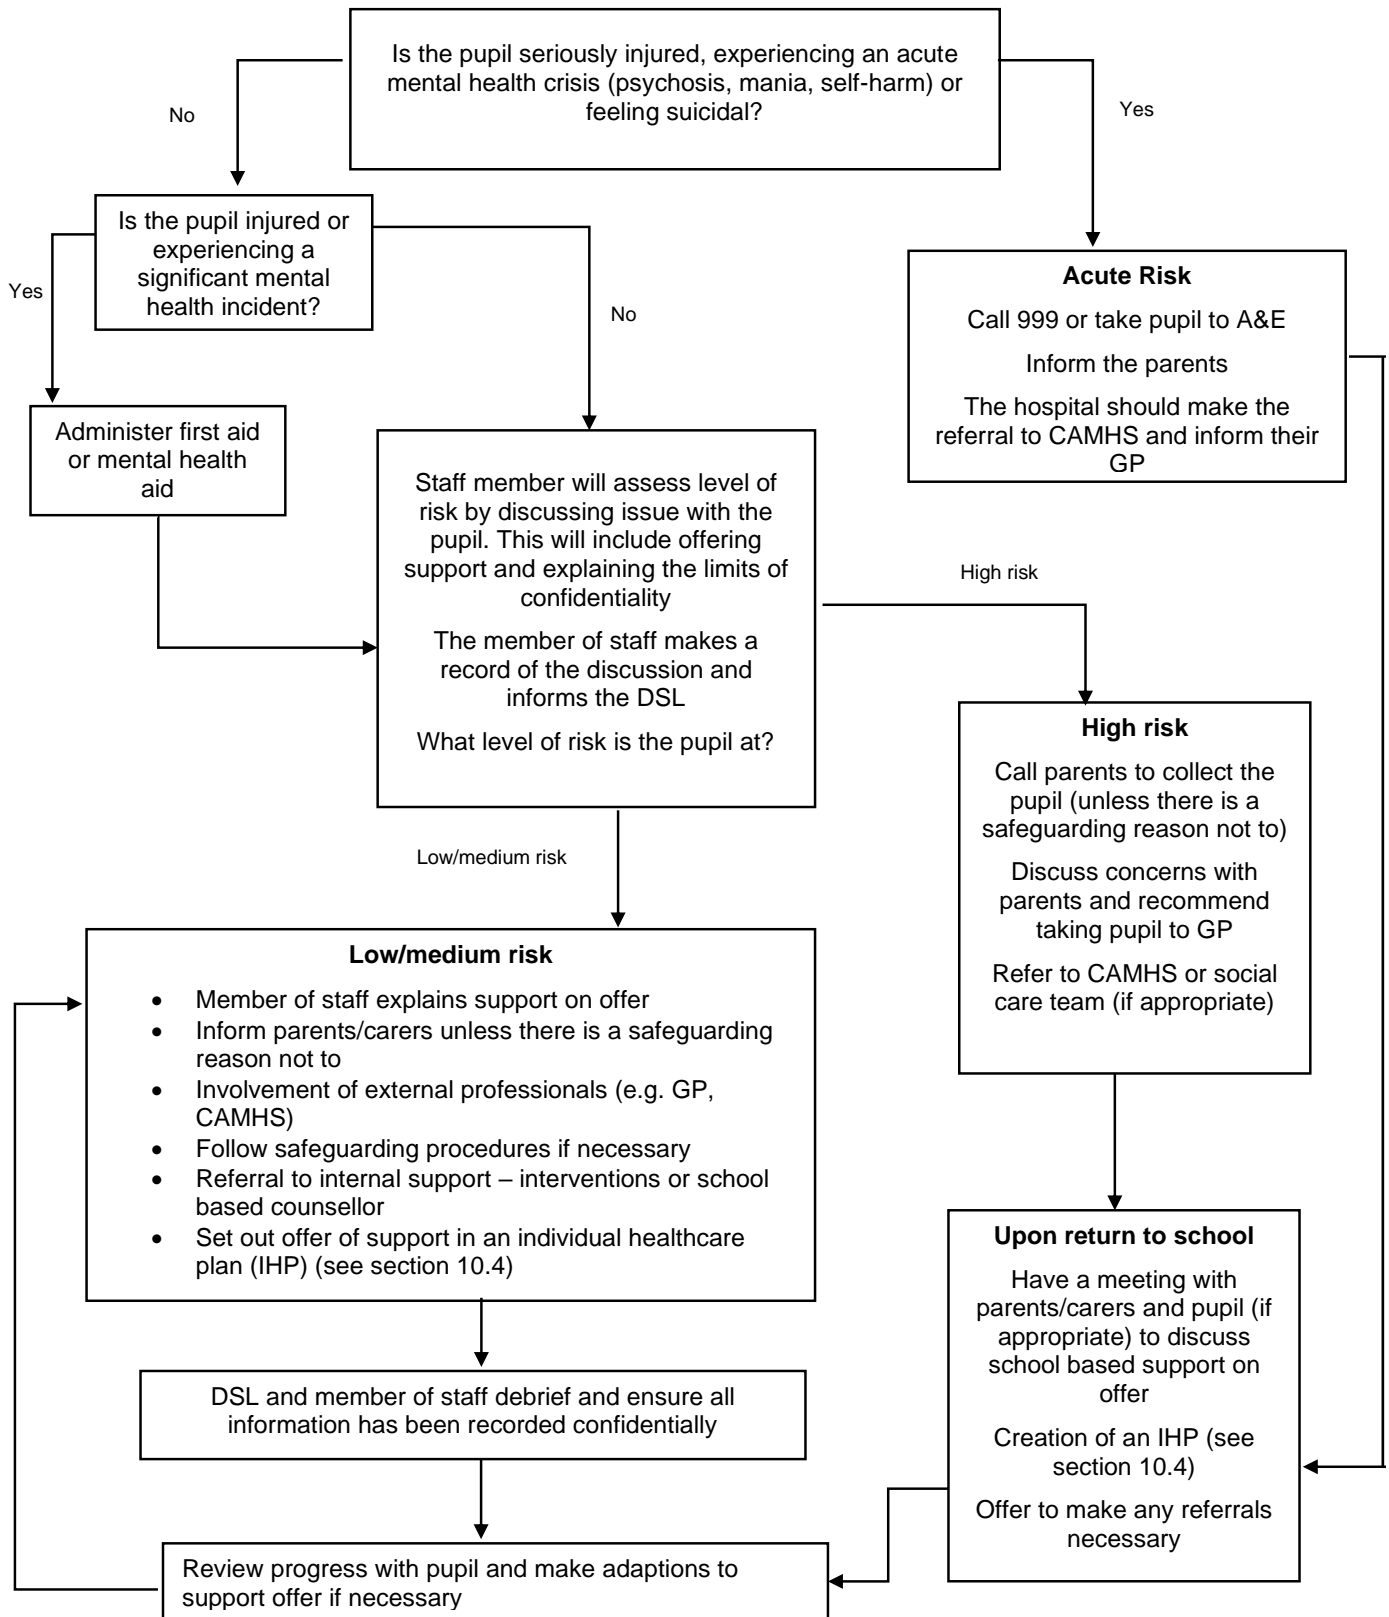 Is the pupil seriously injured, experiencing an acute
mental health crisis (psychosis, mania, self-harm) or
feeling suicidal?
No
Yes
Is the pupil injured or
experiencing a
significant mental
health incident?
Yes
No
Acute Risk
Call 999 or take pupil to A&E
Inform the parents
The hospital should make the
referral to CAMHS and inform their
GP
Administer first aid
or mental health
aid
Staff member will assess level of
risk by discussing issue with the
pupil. This will include offering
support and explaining the limits of
confidentiality
The member of staff makes a
record of the discussion and
informs the DSL
What level of risk is the pupil at?
High risk
High risk
Call parents to collect the
pupil (unless there is a
safeguarding reason not to)
Discuss concerns with
parents and recommend
taking pupil to GP
Refer to CAMHS or social
care team (if appropriate)
Low/medium risk
Low/medium risk
• Member of staff explains support on offer
• Inform parents/carers unless there is a safeguarding
reason not to
• Involvement of external professionals (e.g. GP,
CAMHS)
• Follow safeguarding procedures if necessary
• Referral to internal support – interventions or school
based counsellor
• Set out offer of support in an individual healthcare
plan (IHP) (see section 10.4)
Upon return to school
Have a meeting with
parents/carers and pupil (if
appropriate) to discuss
school based support on
offer
Creation of an IHP (see
section 10.4)
Offer to make any referrals
necessary
DSL and member of staff debrief and ensure all
information has been recorded confidentially
Review progress with pupil and make adaptions to
support offer if necessary